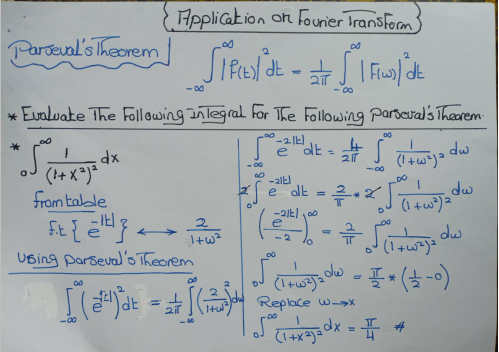 Application on Fourier Transform
Parseval's Theorem
∫_{-∞}^{∞} |f(t)|² dt = 1/2π ∫_{-∞}^{∞} |F(ω)|² dt
* Evaluate The Following integral For The Following Parseval's Theorem
* ∫_0^∞ 1/(1+x²)² dx
from table
f.t {e^{-|t|}} ⟷ 2/(1+ω²)
using Parseval's Theorem
∫_{-∞}^{∞} (e^{-|t|})² dt = 1/2π ∫_{-∞}^{∞} (2/(1+ω²))² dω
∫_{-∞}^{∞} e^{-2|t|} dt = 4/2π ∫_{-∞}^{∞} 1/(1+ω²)² dω
2 ∫_0^∞ e^{-2|t|} dt = 2/π * 2 ∫_0^∞ 1/(1+ω²)² dω
(e^{-2|t|}/-2)_0^∞ = 2/π ∫_0^∞ 1/(1+ω²)² dω
∫_0^∞ 1/(1+ω²)² dω = π/2 * (1/2 - 0)
Replace ω → x
∫_0^∞ 1/(1+x²)² dx = π/4 #